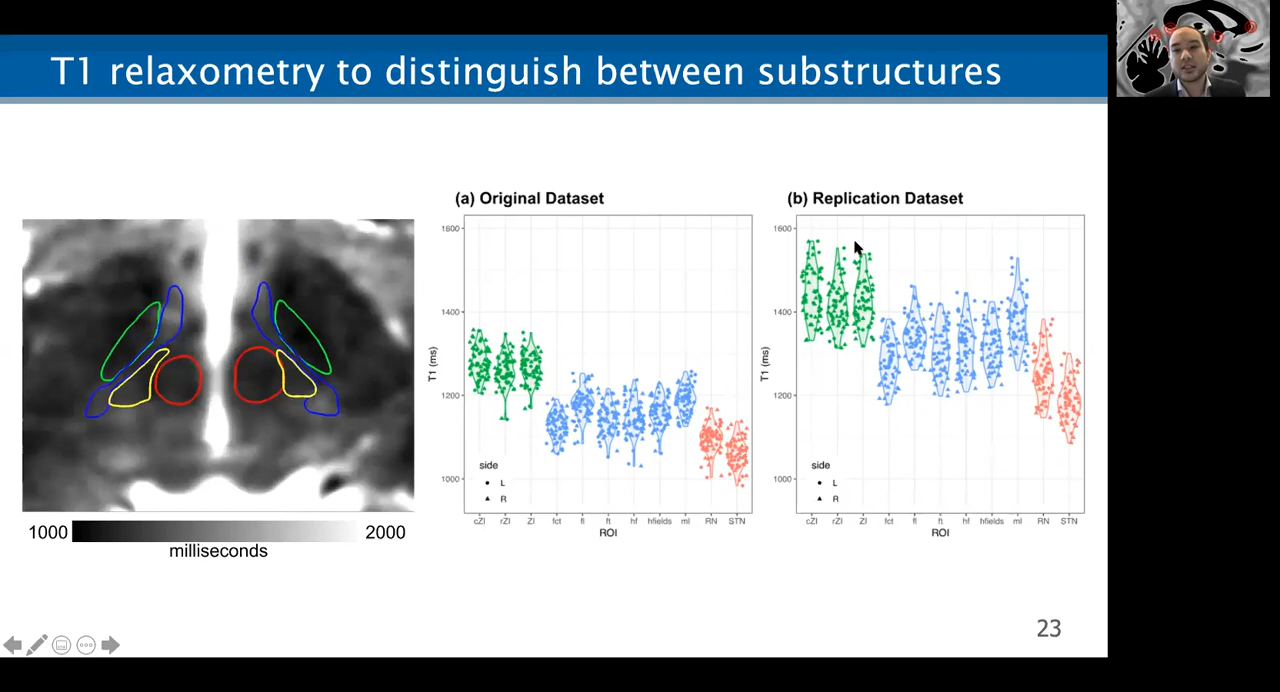 T1 relaxometry to distinguish between substructures
1000
2000
milliseconds
(a) Original Dataset
1600
1400
1200
1000
T1 (ms)
side
L
R
cZI rZI ZI fct fl ft hf hfields ml RN STN
ROI
(b) Replication Dataset
1600
1400
1200
1000
T1 (ms)
side
L
R
cZI rZI ZI fct fl ft hf hfields ml RN STN
ROI
23